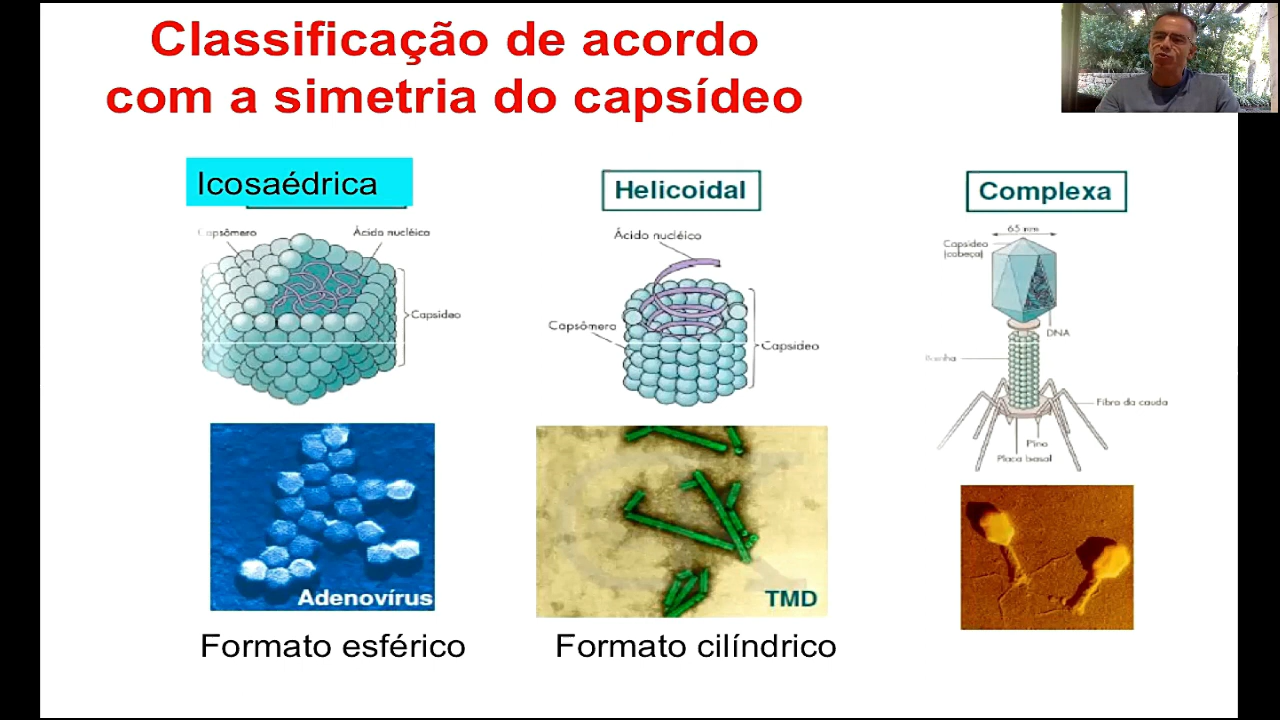 Classificação de acordo
com a simetria do capsídeo
Icosaédrica
Helicoidal
Complexa
Capsômero
Ácido nucléico
Capsídeo
Ácido nucléico
Capsômero
Capsídeo
65 nm
Capsídeo
(cabeça)
DNA
Bainha
Fibra da cauda
Pino
Placa basal
Adenovírus
TMD
Formato esférico
Formato cilíndrico